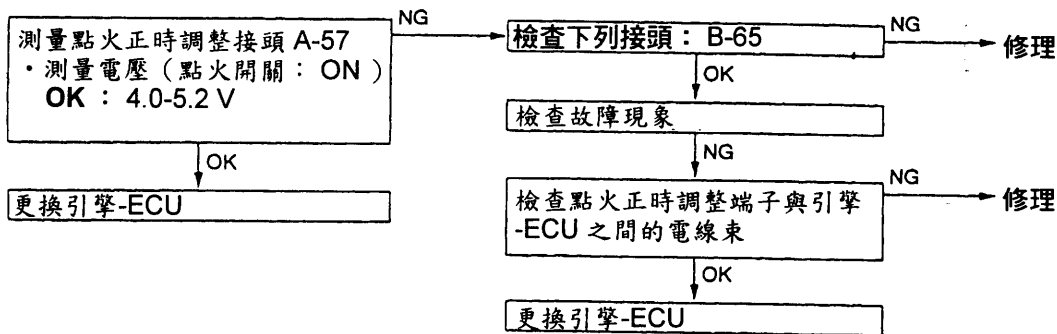 測量點火正時調整接頭 A-57
・測量電壓（點火開關： ON ）
OK ： 4.0-5.2 V
NG
OK
更換引擎-ECU
檢查下列接頭： B-65
NG
修理
OK
檢查故障現象
NG
檢查點火正時調整端子與引擎
-ECU 之間的電線束
NG
修理
OK
更換引擎-ECU